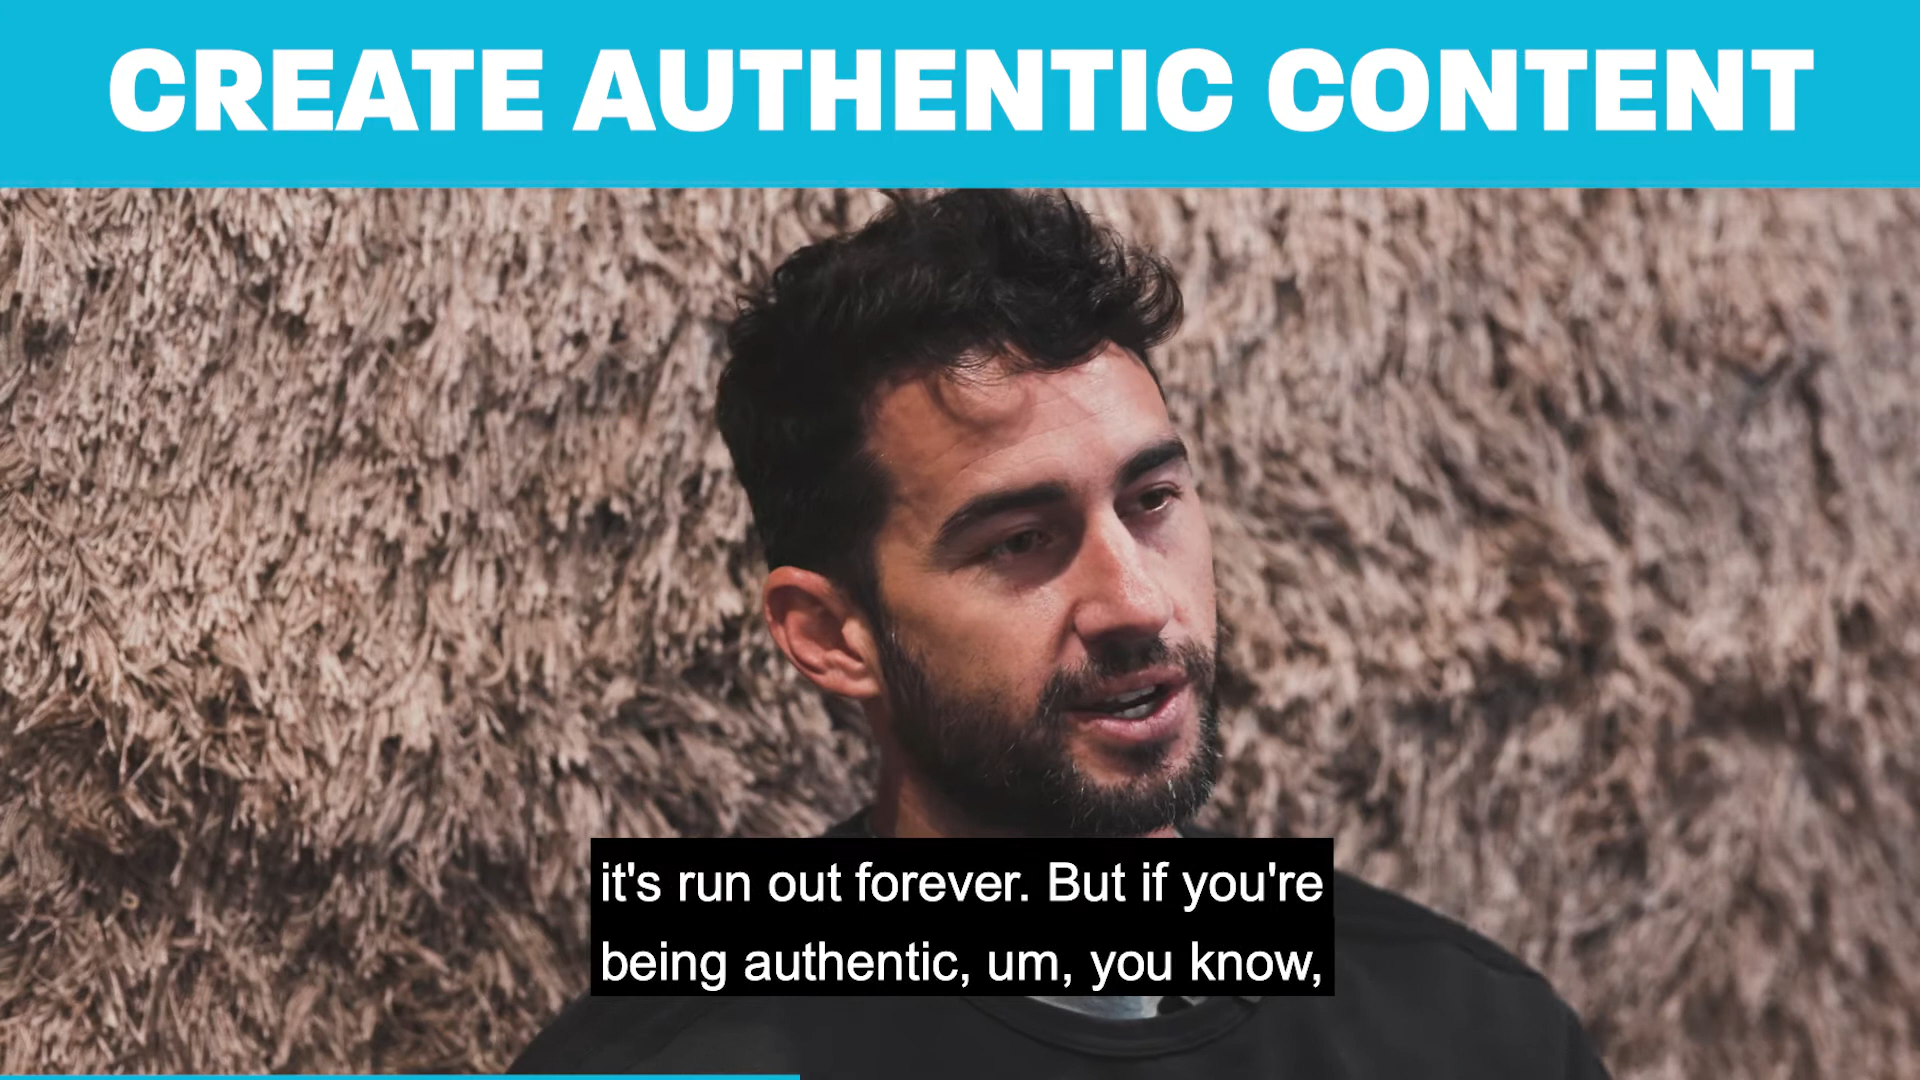 CREATE AUTHENTIC CONTENT
it's run out forever. But if you're
being authentic, um, you know,